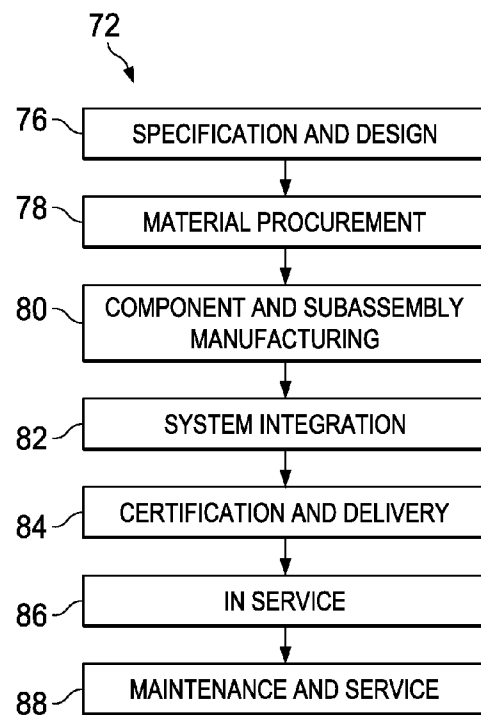 72
76
SPECIFICATION AND DESIGN
78
MATERIAL PROCUREMENT
80
COMPONENT AND SUBASSEMBLY
MANUFACTURING
82
SYSTEM INTEGRATION
84
CERTIFICATION AND DELIVERY
86
IN SERVICE
88
MAINTENANCE AND SERVICE